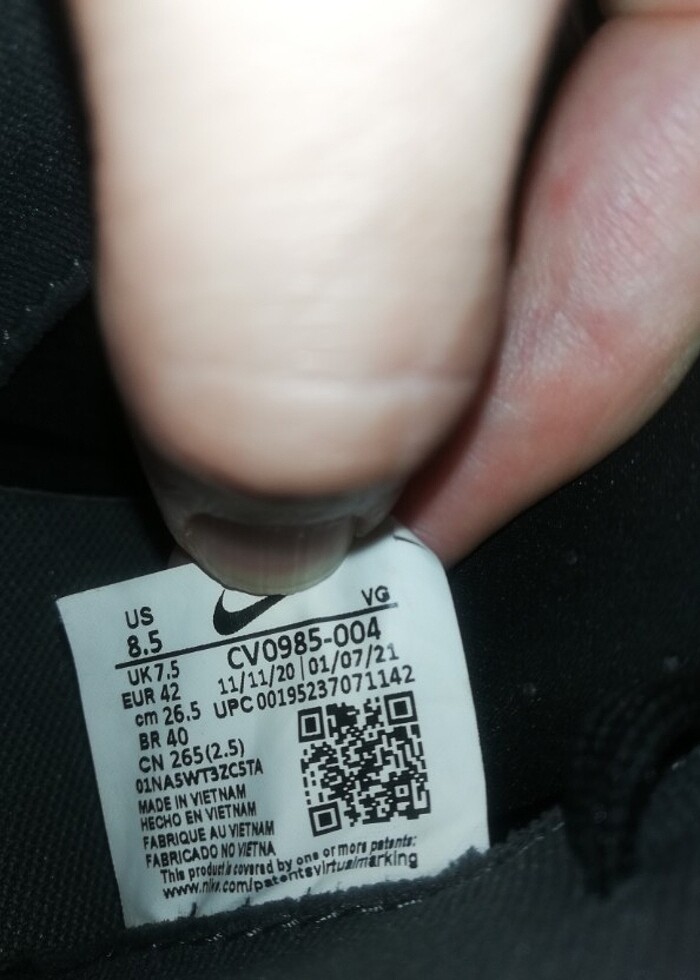 US VG
8.5
UK 7.5 CV0985-004
EUR 42 11/11/20 | 01/07/21
cm 26.5 UPC 00195237071142
BR 40
CN 265(2.5)
01NA5WT3ZC5TA
MADE IN VIETNAM
HECHO EN VIETNAM
FABRIQUE AU VIETNAM
FABRICADO NO VIETNA
This product is covered by one or more patents:
www.nike.com/patentsvirtualmarking